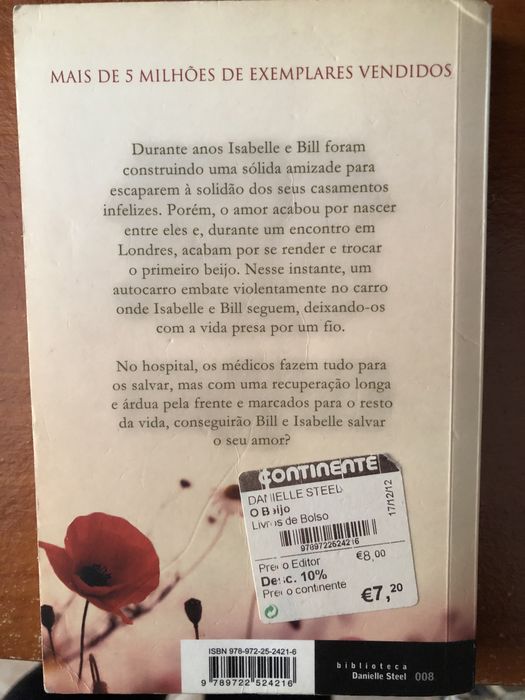 MAIS DE 5 MILHÕES DE EXEMPLARES VENDIDOS
Durante anos Isabelle e Bill foram
construindo uma sólida amizade para
escaparem à solidão dos seus casamentos
infelizes. Porém, o amor acabou por nascer
entre eles e, durante um encontro em
Londres, acabam por se render e trocar
o primeiro beijo. Nesse instante, um
autocarro embate violentamente no carro
onde Isabelle e Bill seguem, deixando-os
com a vida presa por um fio.
No hospital, os médicos fazem tudo para
os salvar, mas com uma recuperação longa
e árdua pela frente e marcados para o resto
da vida, conseguirão Bill e Isabelle salvar
o seu amor?
CONTINENTE
DANIELLE STEEL
O Beijo
Livros de Bolso
17/12/12
9789722524216
Preço Editor €8,00
Desc. 10%
Preço continente €7,20
ISBN 978-972-25-2421-6
9 789722 524216
biblioteca
Danielle Steel 008